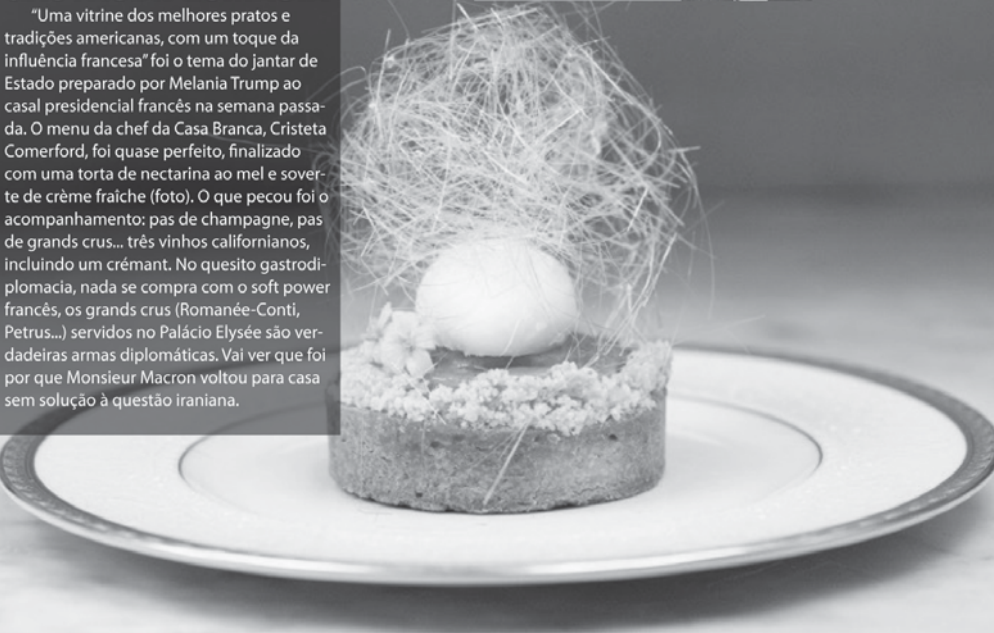 “Uma vitrine dos melhores pratos e
tradições americanas, com um toque da
influência francesa” foi o tema do jantar de
Estado preparado por Melania Trump ao
casal presidencial francês na semana passa-
da. O menu da chef da Casa Branca, Cristeta
Comerford, foi quase perfeito, finalizado
com uma torta de nectarina ao mel e sover-
te de crème fraîche (foto). O que pecou foi o
acompanhamento: pas de champagne, pas
de grands crus... três vinhos californianos,
incluindo um crémant. No quesito gastrodi-
plomacia, nada se compra com o soft power
francês, os grands crus (Romanée-Conti,
Petrus...) servidos no Palácio Elysée são ver-
dadeiras armas diplomáticas. Vai ver que foi
por que Monsieur Macron voltou para casa
sem solução à questão iraniana.